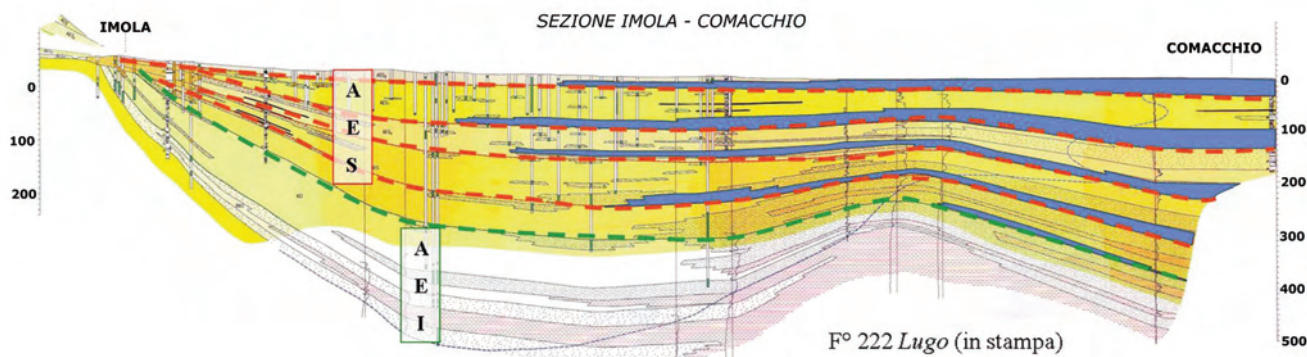 SEZIONE IMOLA - COMACCHIO
IMOLA
COMACCHIO
0
100
200
0
100
200
300
400
500
A
E
S
A
E
I
F° 222 Lugo (in stampa)